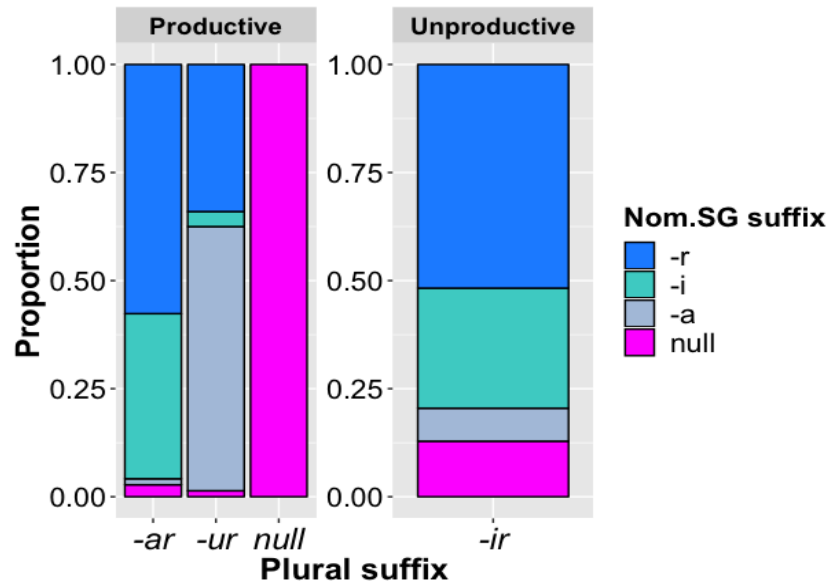 Productive Unproductive
1.00 1.00
0.75 0.75
0.50 0.50
0.25 0.25
0.00 0.00
Proportion
-ar -ur null -ir
Plural suffix
Nom.SG suffix
-r
-i
-a
null